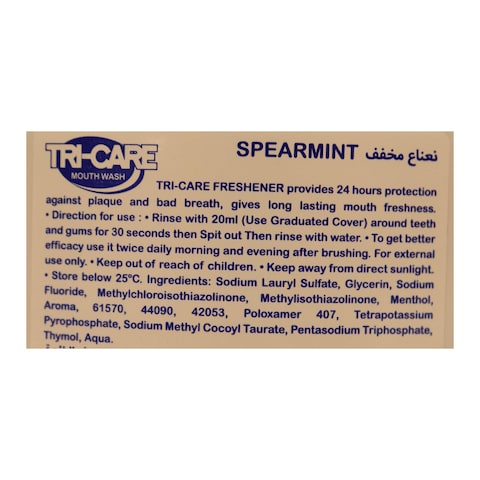 TRI-CARE
MOUTH WASH
SPEARMINT نعناع مخفف
TRI-CARE FRESHENER provides 24 hours protection
against plaque and bad breath, gives long lasting mouth freshness.
• Direction for use : • Rinse with 20ml (Use Graduated Cover) around teeth
and gums for 30 seconds then Spit out Then rinse with water. • To get better
efficacy use it twice daily morning and evening after brushing. For external
use only. • Keep out of reach of children. • Keep away from direct sunlight.
• Store below 25ºC. Ingredients: Sodium Lauryl Sulfate, Glycerin, Sodium
Fluoride, Methylchloroisothiazolinone, Methylisothiazolinone, Menthol,
Aroma, 61570, 44090, 42053, Poloxamer 407, Tetrapotassium
Pyrophosphate, Sodium Methyl Cocoyl Taurate, Pentasodium Triphosphate,
Thymol, Aqua.